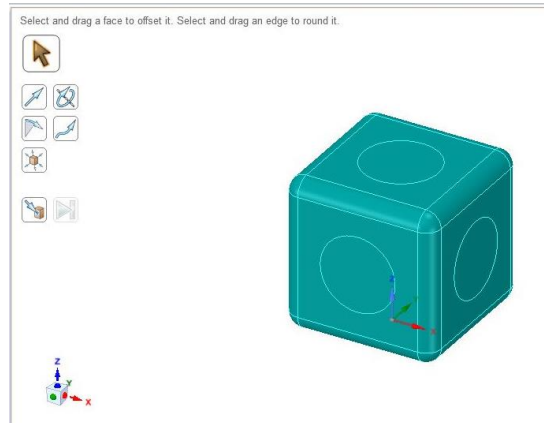 Select and drag a face to offset it. Select and drag an edge to round it.
Z
X
Z
Y
X